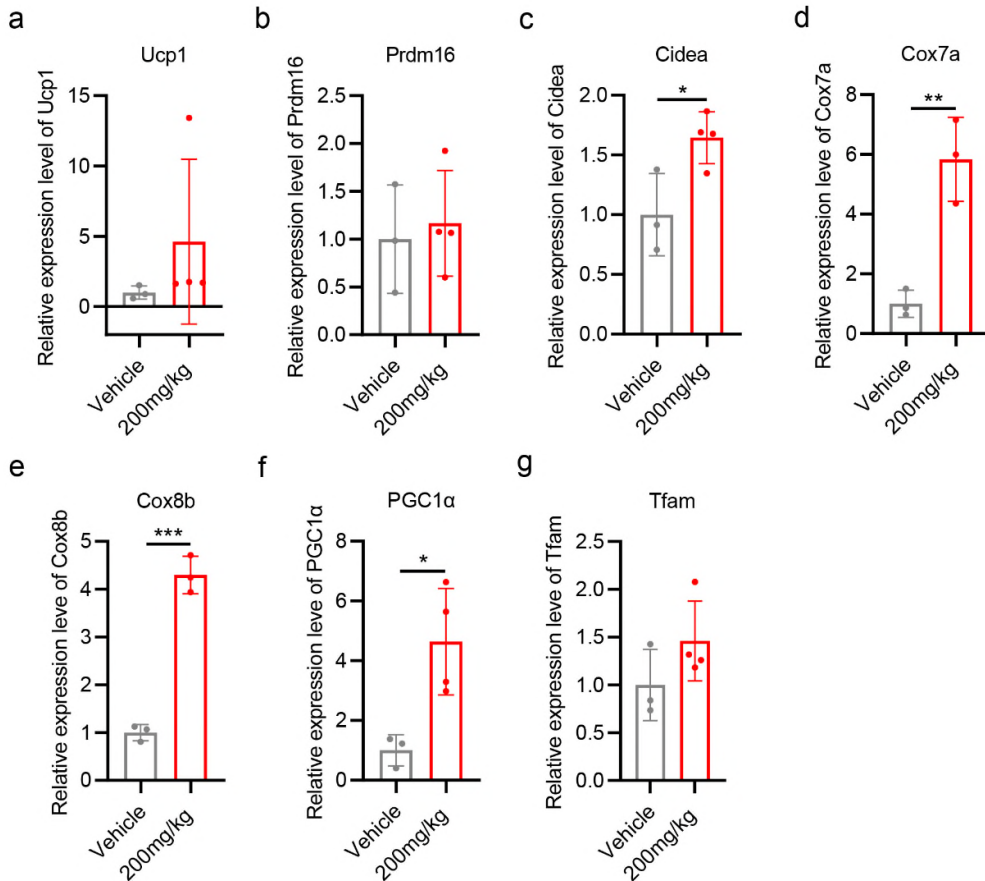 a
Ucp1
Relative expression level of Ucp1
15
10
5
0
Vehicle
200mg/kg
b
Prdm16
Relative expression level of Prdm16
2.5
2.0
1.5
1.0
0.5
0.0
Vehicle
200mg/kg
c
Cidea
Relative expression level of Cidea
2.0
1.5
1.0
0.5
0.0
*
Vehicle
200mg/kg
d
Cox7a
Relative expression level of Cox7a
8
6
4
2
0
**
Vehicle
200mg/kg
e
Cox8b
Relative expression leve of Cox8b
5
4
3
2
1
0
***
Vehicle
200mg/kg
f
PGC1α
Relative expression level of PGC1α
8
6
4
2
0
*
Vehicle
200mg/kg
g
Tfam
Relative expression level of Tfam
2.5
2.0
1.5
1.0
0.5
0.0
Vehicle
200mg/kg